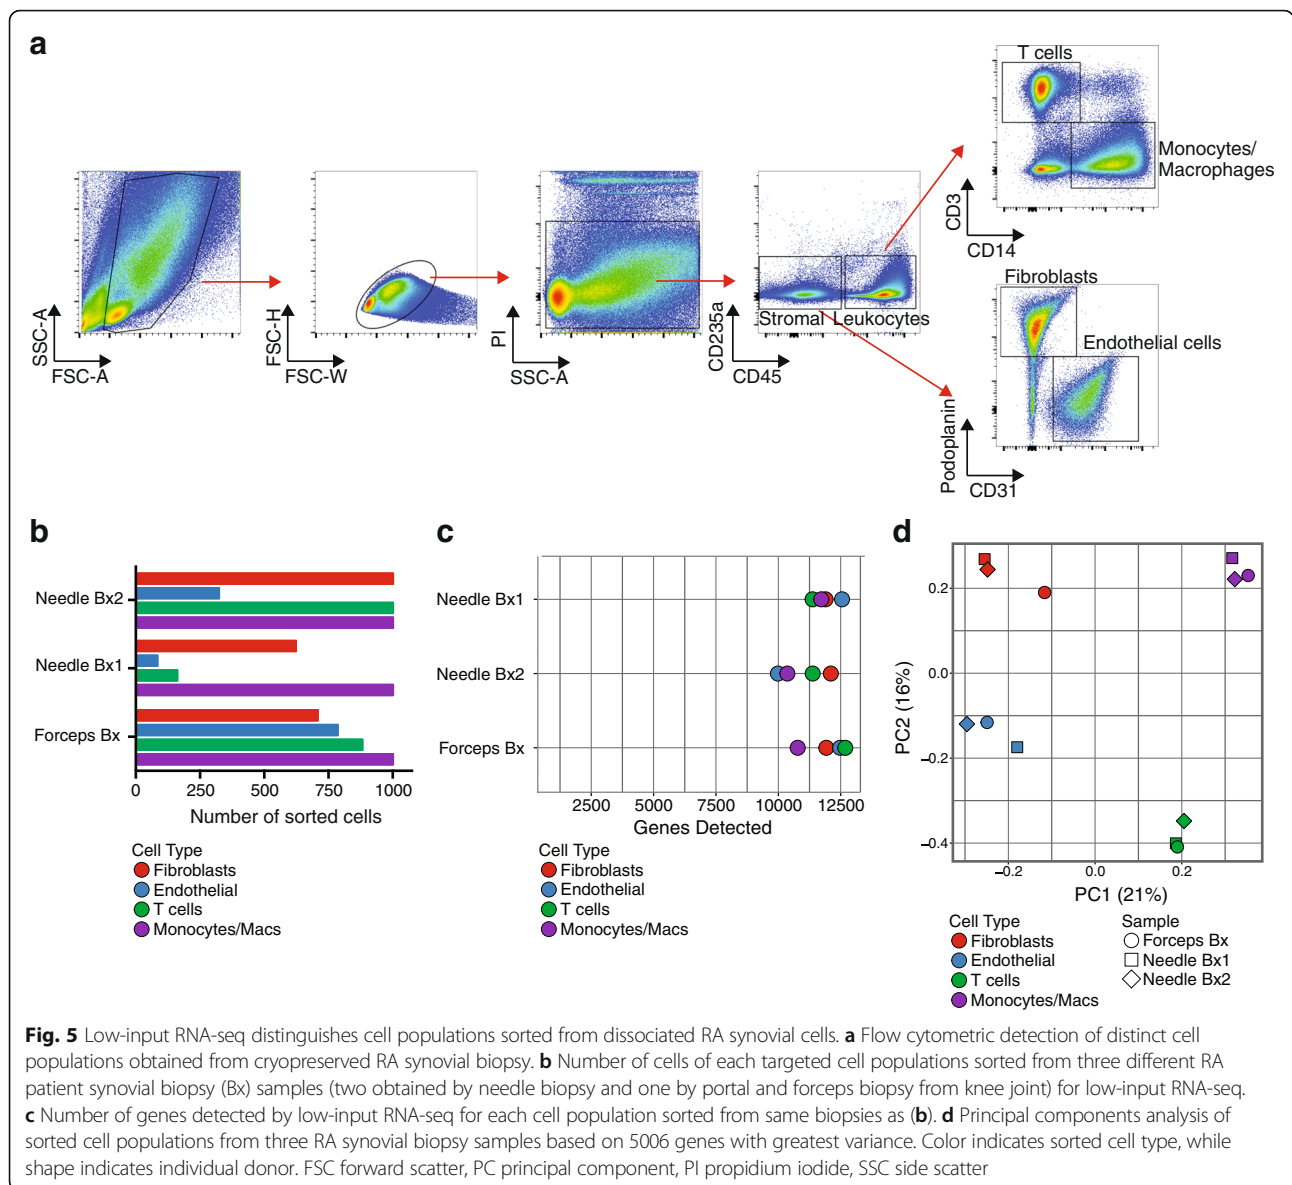 a
T cells
Monocytes/
Macrophages
CD3
CD14
SSC-A
FSC-A
FSC-H
FSC-W
PI
SSC-A
CD235a
CD45
Stromal
Leukocytes
Fibroblasts
Endothelial cells
Podoplanin
CD31
b
Needle Bx2
Needle Bx1
Forceps Bx
0 250 500 750 1000
Number of sorted cells
Cell Type
Fibroblasts
Endothelial
T cells
Monocytes/Macs
c
Needle Bx1
Needle Bx2
Forceps Bx
2500 5000 7500 10000 12500
Genes Detected
Cell Type
Fibroblasts
Endothelial
T cells
Monocytes/Macs
d
0.2
0.0
−0.2
−0.4
PC2 (16%)
−0.2 0.0 0.2
PC1 (21%)
Cell Type
Fibroblasts
Endothelial
T cells
Monocytes/Macs
Sample
Forceps Bx
Needle Bx1
Needle Bx2
Fig. 5 Low-input RNA-seq distinguishes cell populations sorted from dissociated RA synovial cells. a Flow cytometric detection of distinct cell
populations obtained from cryopreserved RA synovial biopsy. b Number of cells of each targeted cell populations sorted from three different RA
patient synovial biopsy (Bx) samples (two obtained by needle biopsy and one by portal and forceps biopsy from knee joint) for low-input RNA-seq.
c Number of genes detected by low-input RNA-seq for each cell population sorted from same biopsies as (b). d Principal components analysis of
sorted cell populations from three RA synovial biopsy samples based on 5006 genes with greatest variance. Color indicates sorted cell type, while
shape indicates individual donor. FSC forward scatter, PC principal component, PI propidium iodide, SSC side scatter